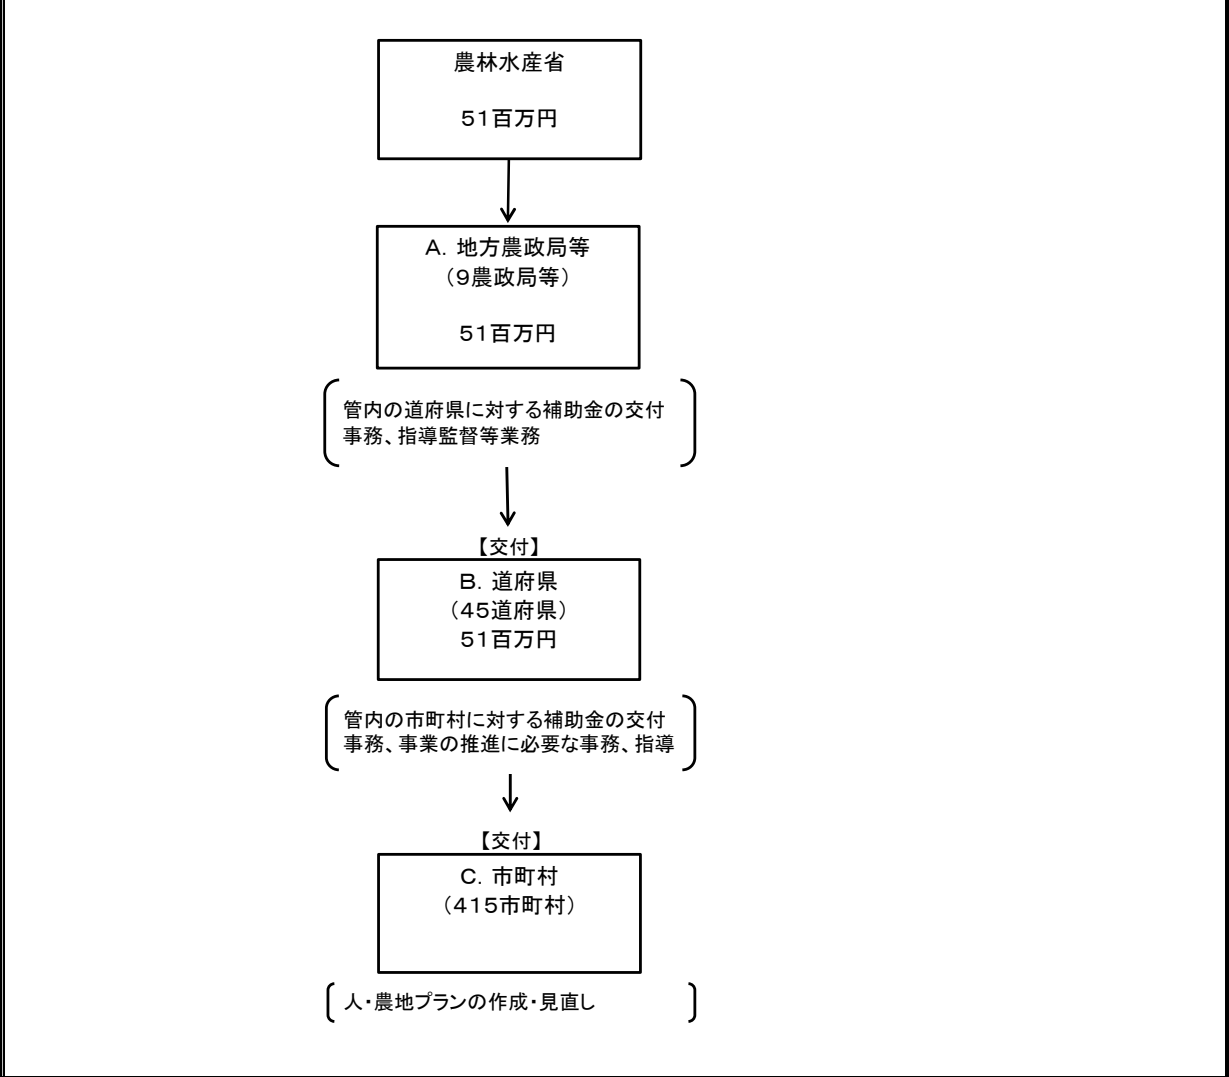 農林水産省
51百万円
A．地方農政局等
（9農政局等）
51百万円
管内の道府県に対する補助金の交付
事務、指導監督等業務
【交付】
B．道府県
（45道府県）
51百万円
管内の市町村に対する補助金の交付
事務、事業の推進に必要な事務、指導
【交付】
C．市町村
（415市町村）
人・農地プランの作成・見直し